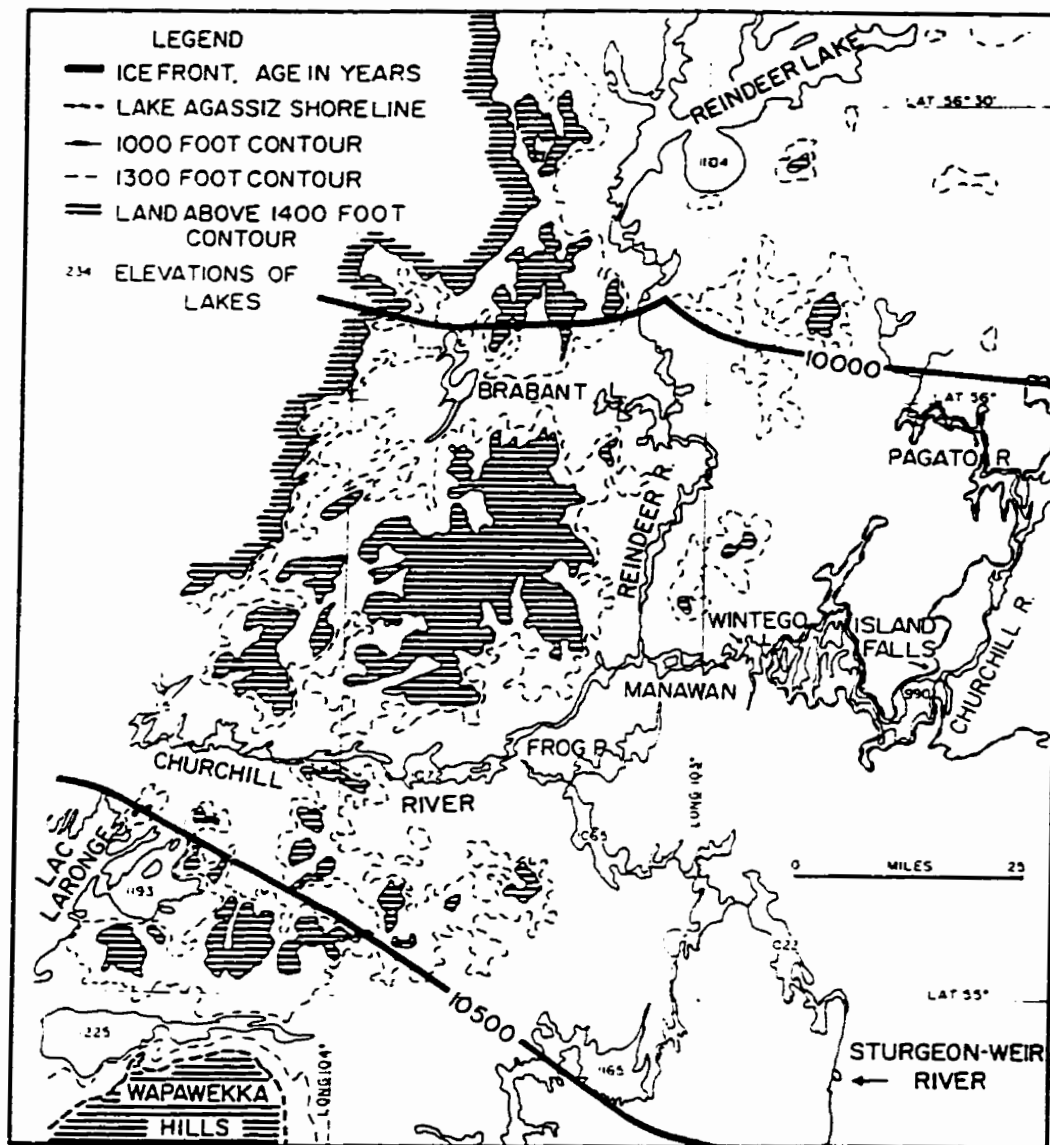 LEGEND
ICE FRONT, AGE IN YEARS
LAKE AGASSIZ SHORELINE
1000 FOOT CONTOUR
1300 FOOT CONTOUR
LAND ABOVE 1400 FOOT
CONTOUR
234 ELEVATIONS OF
LAKES
REINDEER LAKE
LAT 56° 30'
1104
10000
BRABANT L.
LAT 56°
PAGATO R.
REINDEER R.
WINTEGO
ISLAND
FALLS
CHURCHILL R.
MANAWAN
990
CHURCHILL
RIVER
FROG P.
LONG 103°
LAC
LARONGE
1193
0 MILES 25
10500
LAT 55°
1165
STURGEON-WEIR
← RIVER
WAPAWEKKA
HILLS
LONG 104°